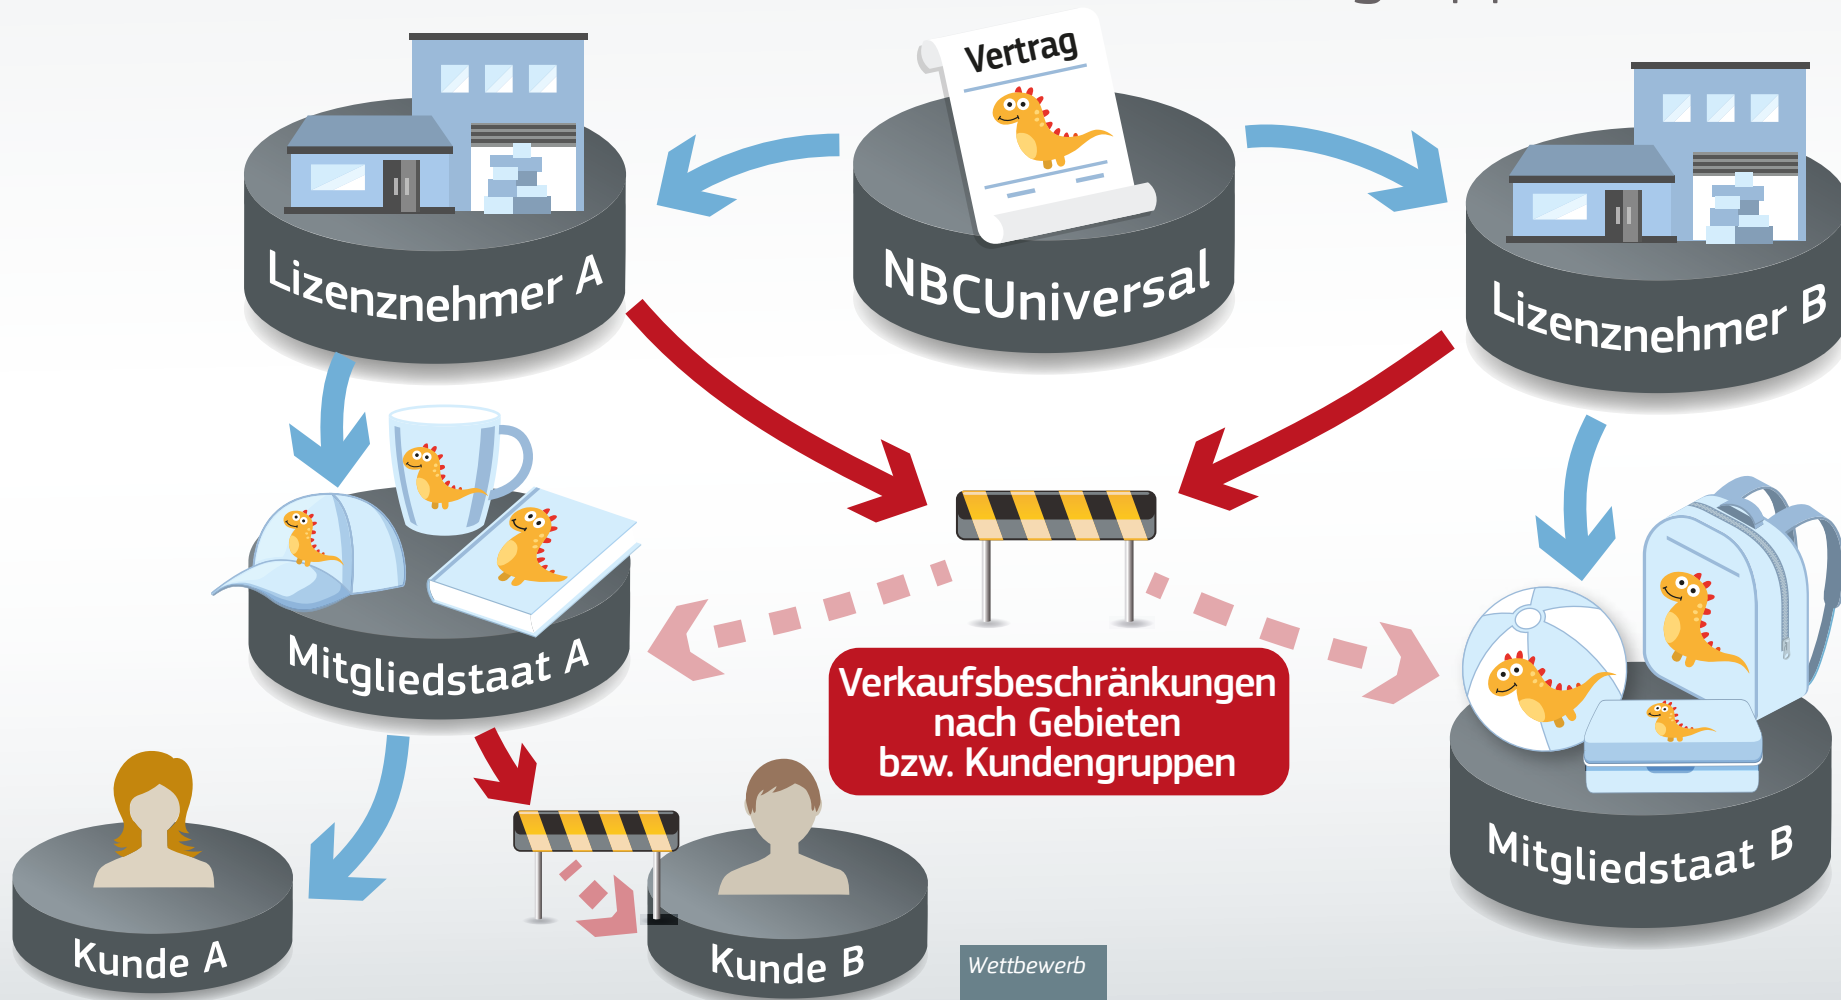 Vertrag
Lizenznehmer A
NBCUniversal
Lizenznehmer B
Mitgliedstaat A
Verkaufsbeschränkungen
nach Gebieten
bzw. Kundengruppen
Mitgliedstaat B
Kunde A
Kunde B
Wettbewerb